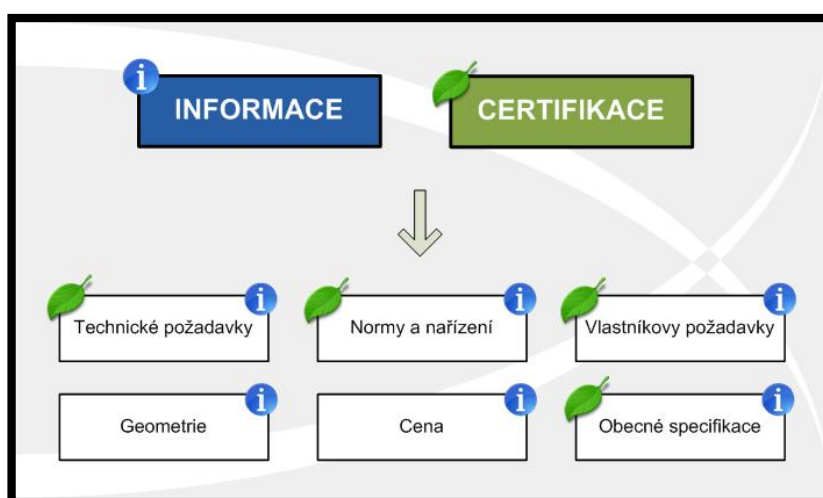 INFORMACE
CERTIFIKACE
Technické požadavky
Normy a nařízení
Vlastníkovy požadavky
Geometrie
Cena
Obecné specifikace